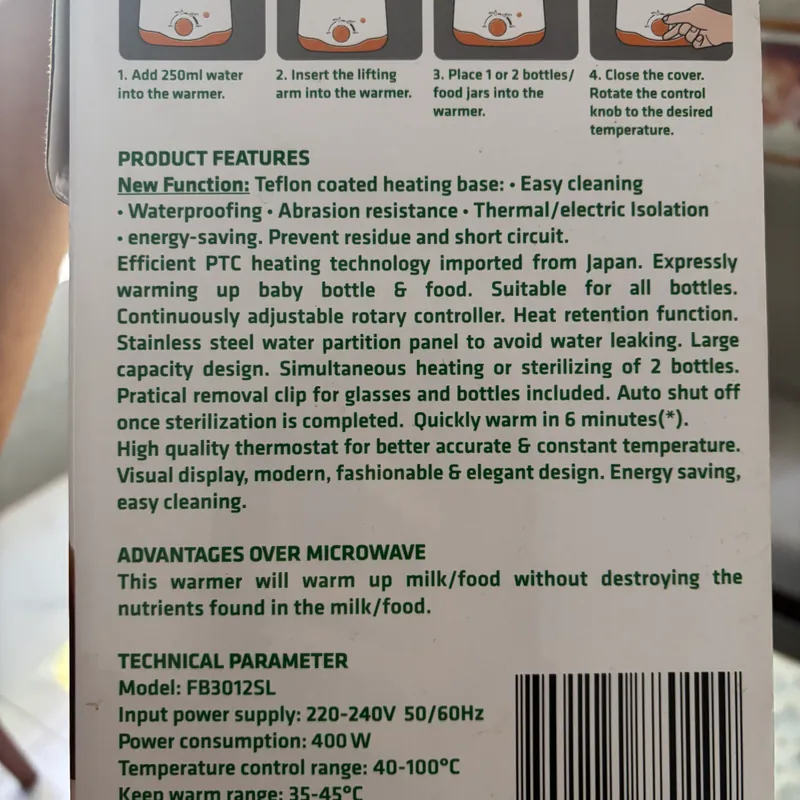 1. Add 250ml water
into the warmer.
2. Insert the lifting
arm into the warmer.
3. Place 1 or 2 bottles/
food jars into the
warmer.
4. Close the cover.
Rotate the control
knob to the desired
temperature.
PRODUCT FEATURES
New Function: Teflon coated heating base: • Easy cleaning
• Waterproofing • Abrasion resistance • Thermal/electric Isolation
• energy-saving. Prevent residue and short circuit.
Efficient PTC heating technology imported from Japan. Expressly
warming up baby bottle & food. Suitable for all bottles.
Continuously adjustable rotary controller. Heat retention function.
Stainless steel water partition panel to avoid water leaking. Large
capacity design. Simultaneous heating or sterilizing of 2 bottles.
Pratical removal clip for glasses and bottles included. Auto shut off
once sterilization is completed. Quickly warm in 6 minutes(*).
High quality thermostat for better accurate & constant temperature.
Visual display, modern, fashionable & elegant design. Energy saving,
easy cleaning.
ADVANTAGES OVER MICROWAVE
This warmer will warm up milk/food without destroying the
nutrients found in the milk/food.
TECHNICAL PARAMETER
Model: FB3012SL
Input power supply: 220-240V 50/60Hz
Power consumption: 400 W
Temperature control range: 40-100°C
Keep warm range: 35-45°C